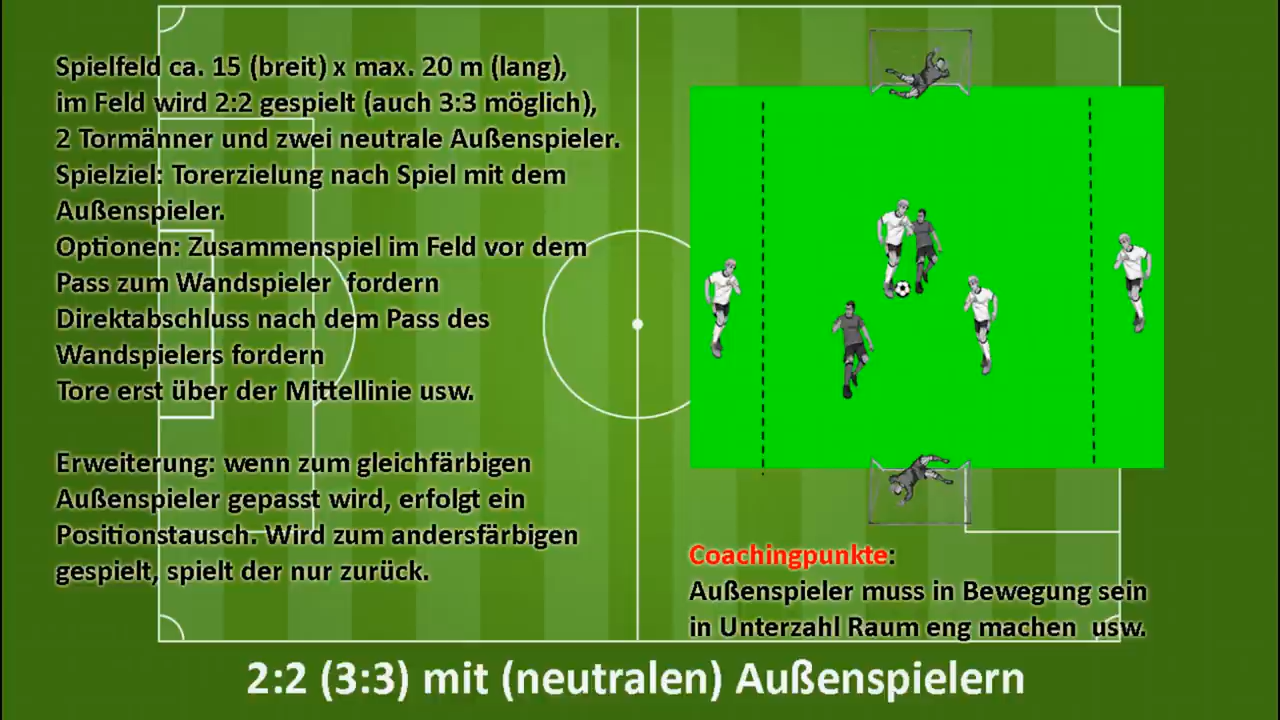 Spielfeld ca. 15 (breit) x max. 20 m (lang),
im Feld wird 2:2 gespielt (auch 3:3 möglich),
2 Tormänner und zwei neutrale Außenspieler.
Spielziel: Torerzielung nach Spiel mit dem
Außenspieler.
Optionen: Zusammenspiel im Feld vor dem
Pass zum Wandspieler fordern
Direktabschluss nach dem Pass des
Wandspielers fordern
Tore erst über der Mittellinie usw.
Erweiterung: wenn zum gleichfärbigen
Außenspieler gepasst wird, erfolgt ein
Positionstausch. Wird zum andersfärbigen
gespielt, spielt der nur zurück.
Coachingpunkte:
Außenspieler muss in Bewegung sein
in Unterzahl Raum eng machen usw.
2:2 (3:3) mit (neutralen) Außenspielern